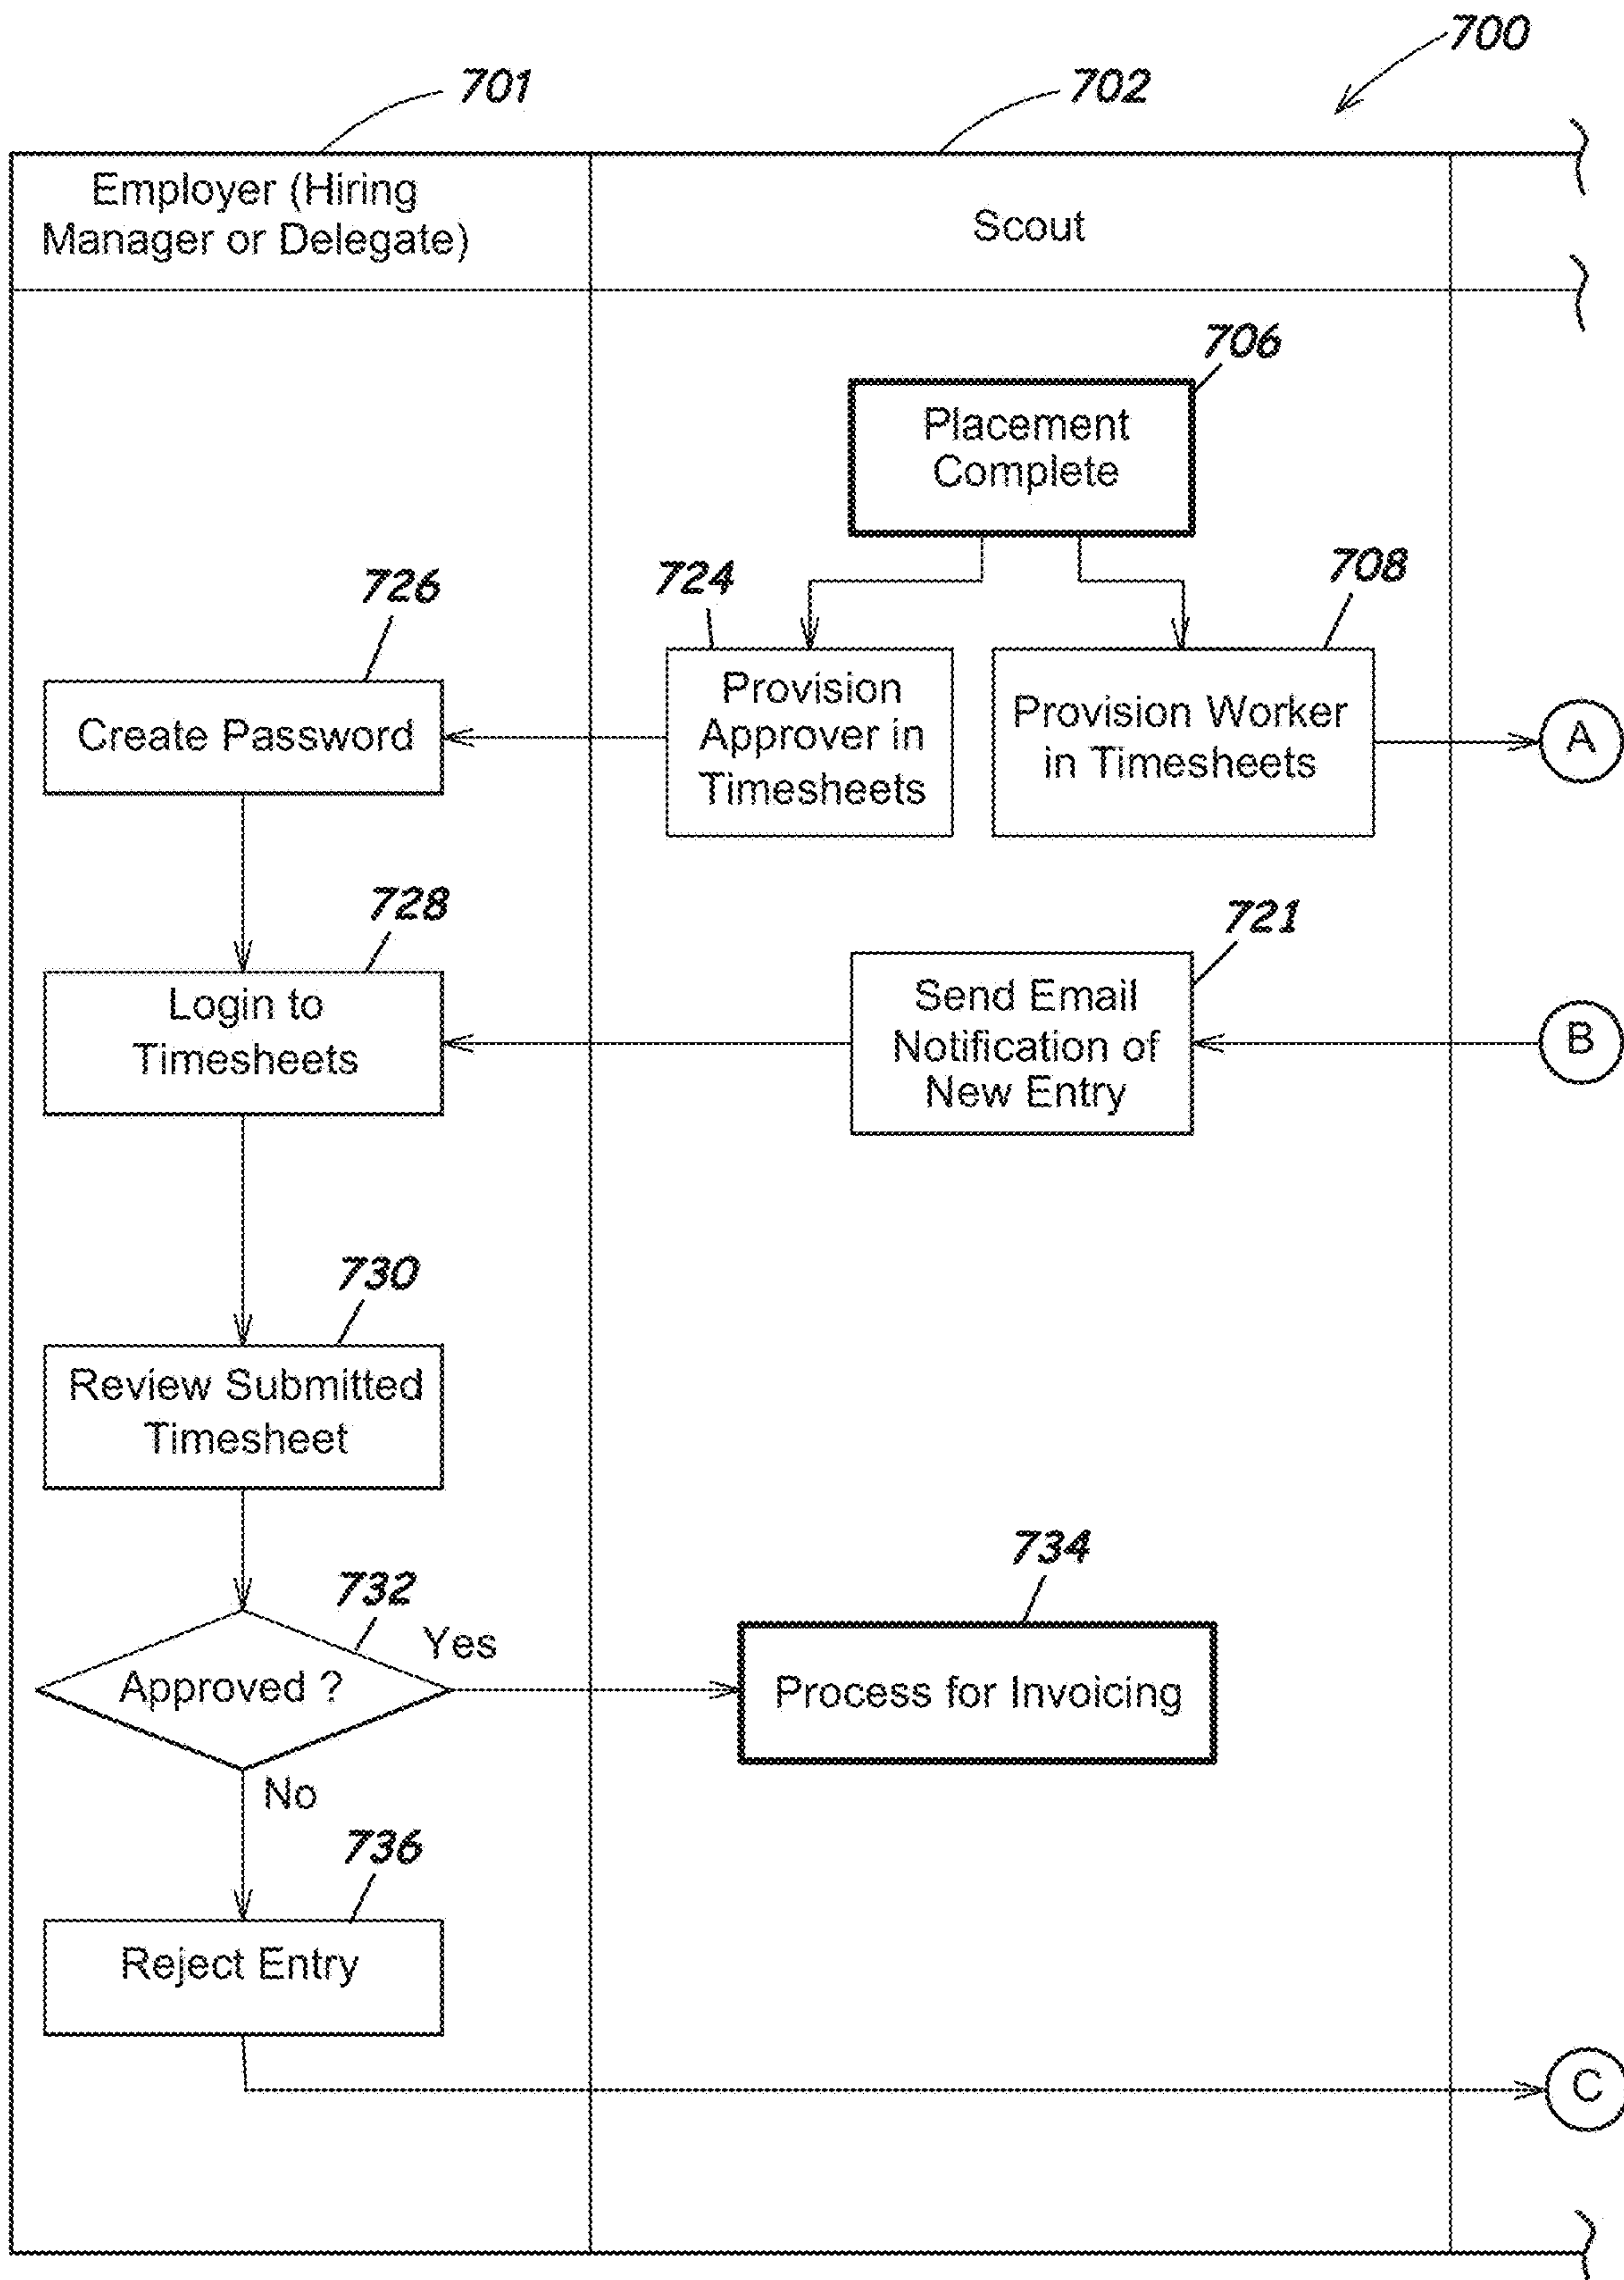 700
701
702
Employer (Hiring
Manager or Delegate)
Scout
706
Placement
Complete
726
724
708
Create Password
Provision
Approver in
Timesheets
Provision Worker
in Timesheets
A
728
721
Login to
Timesheets
Send Email
Notification of
New Entry
B
730
Review Submitted
Timesheet
732
734
Approved ?
Yes
Process for Invoicing
No
736
Reject Entry
C